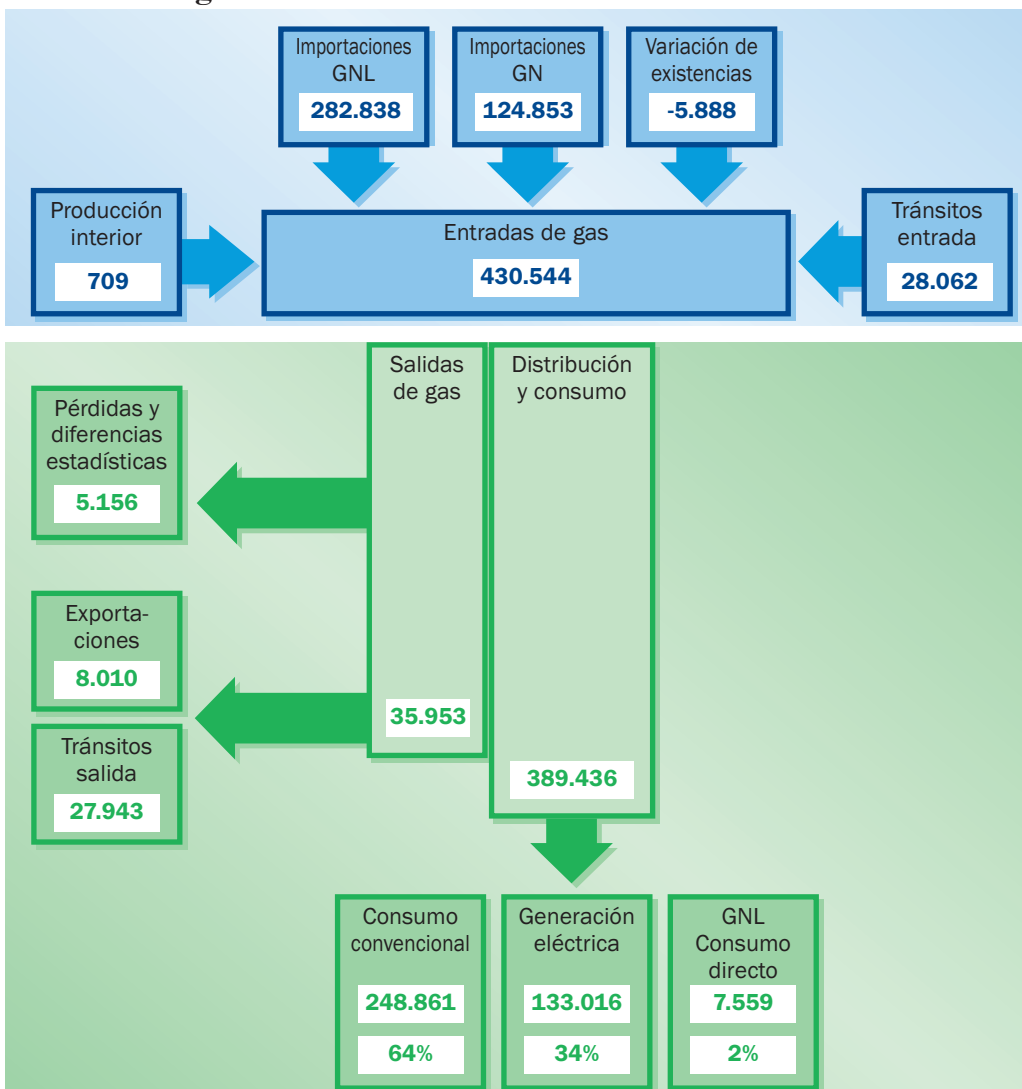 Importaciones
GNL
282.838
Importaciones
GN
124.853
Variación de
existencias
-5.888
Producción
interior
709
Entradas de gas
430.544
Tránsitos
entrada
28.062
Salidas
de gas
35.953
Distribución
y consumo
389.436
Pérdidas y
diferencias
estadísticas
5.156
Exporta-
ciones
8.010
Tránsitos
salida
27.943
Consumo
convencional
248.861
64%
Generación
eléctrica
133.016
34%
GNL
Consumo
directo
7.559
2%